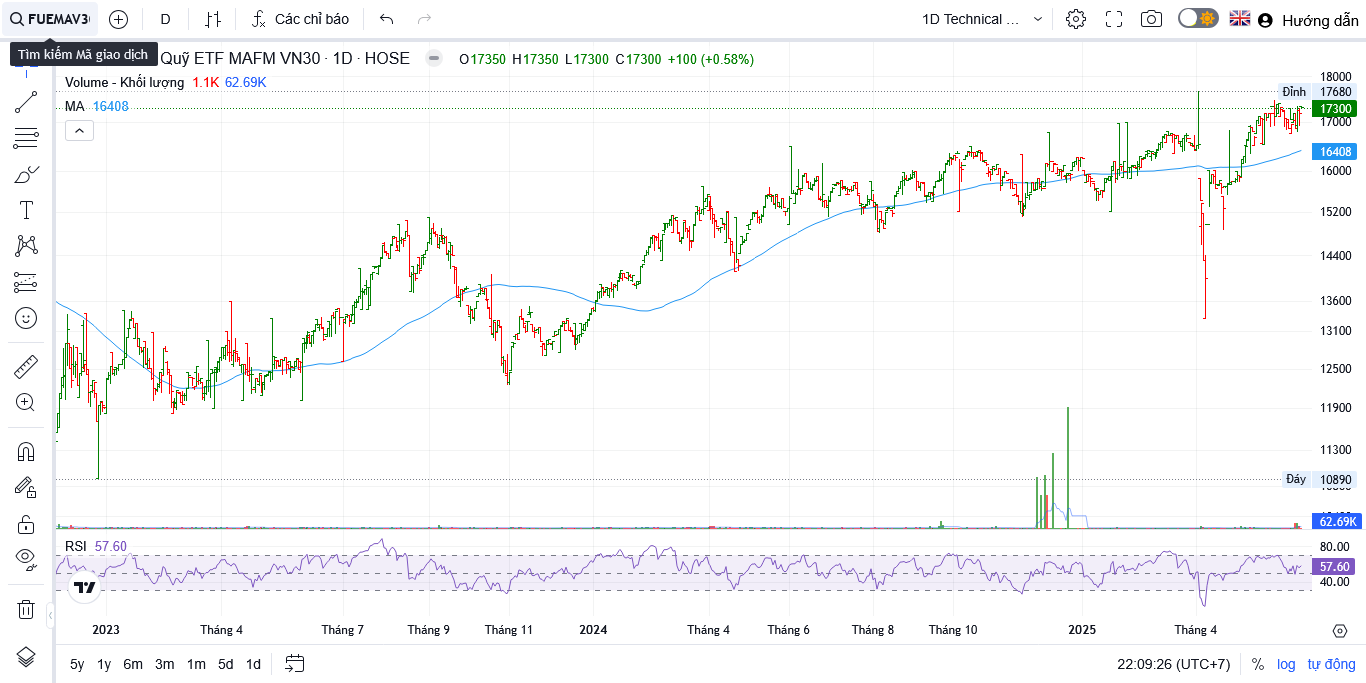 FUEMAV30
D
Các chỉ báo
1D Technical ...
Hướng dẫn
Tìm kiếm Mã giao dịch
Quỹ ETF MAFM VN30 · 1D · HOSE
O17350 H17350 L17300 C17300 +100 (+0.58%)
Volume - Khối lượng 1.1K 62.69K
MA 16408
18000
Đỉnh 17680
17300
17000
16408
16000
15200
14400
13600
13100
12500
11900
11300
Đáy 10890
62.69K
RSI 57.60
80.00
57.60
40.00
2023 Tháng 4 Tháng 7 Tháng 9 Tháng 11 2024 Tháng 4 Tháng 6 Tháng 8 Tháng 10 2025 Tháng 4
5y 1y 6m 3m 1m 5d 1d
22:09:26 (UTC+7) % log tự động